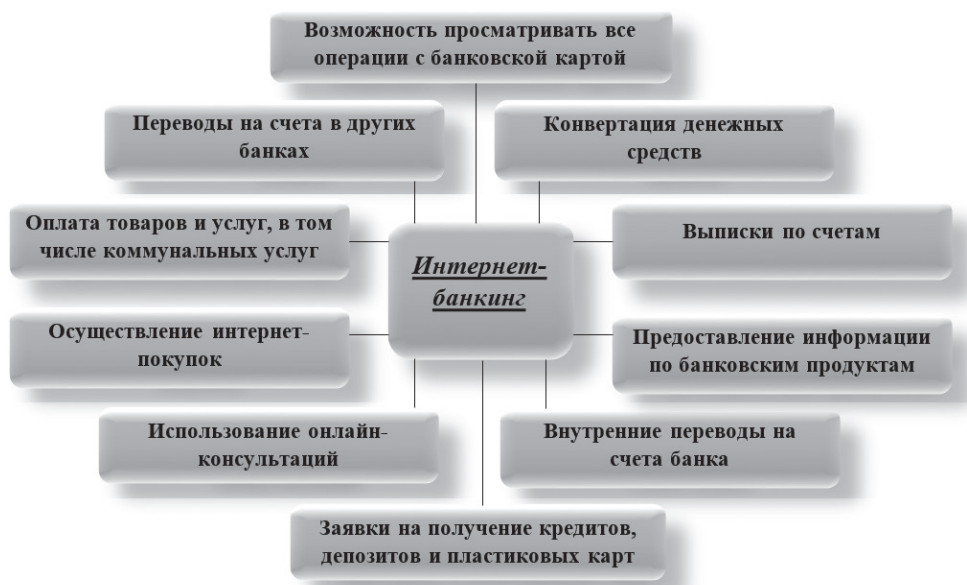 Возможность просматривать все
операции с банковской картой
Переводы на счета в других
банках
Конвертация денежных
средств
Оплата товаров и услуг, в том
числе коммунальных услуг
Интернет-
банкинг
Выписки по счетам
Осуществление интернет-
покупок
Предоставление информации
по банковским продуктам
Использование онлайн-
консультаций
Внутренние переводы на
счета банка
Заявки на получение кредитов,
депозитов и пластиковых карт